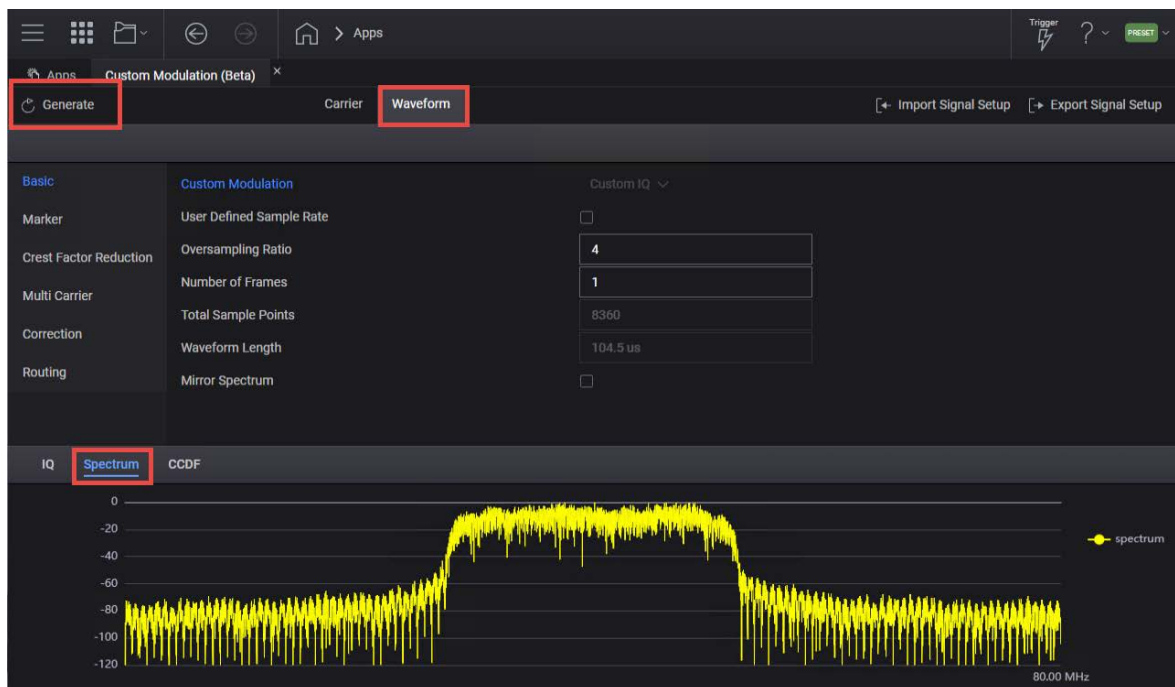 Apps
Trigger
PRESET
Apps
Custom Modulation (Beta)
Generate
Carrier
Waveform
Import Signal Setup
Export Signal Setup
Basic
Marker
Crest Factor Reduction
Multi Carrier
Correction
Routing
Custom Modulation
Custom IQ
User Defined Sample Rate
Oversampling Ratio
4
Number of Frames
1
Total Sample Points
8360
Waveform Length
104.5 us
Mirror Spectrum
IQ
Spectrum
CCDF
0
-20
-40
-60
-80
-100
-120
spectrum
80.00 MHz